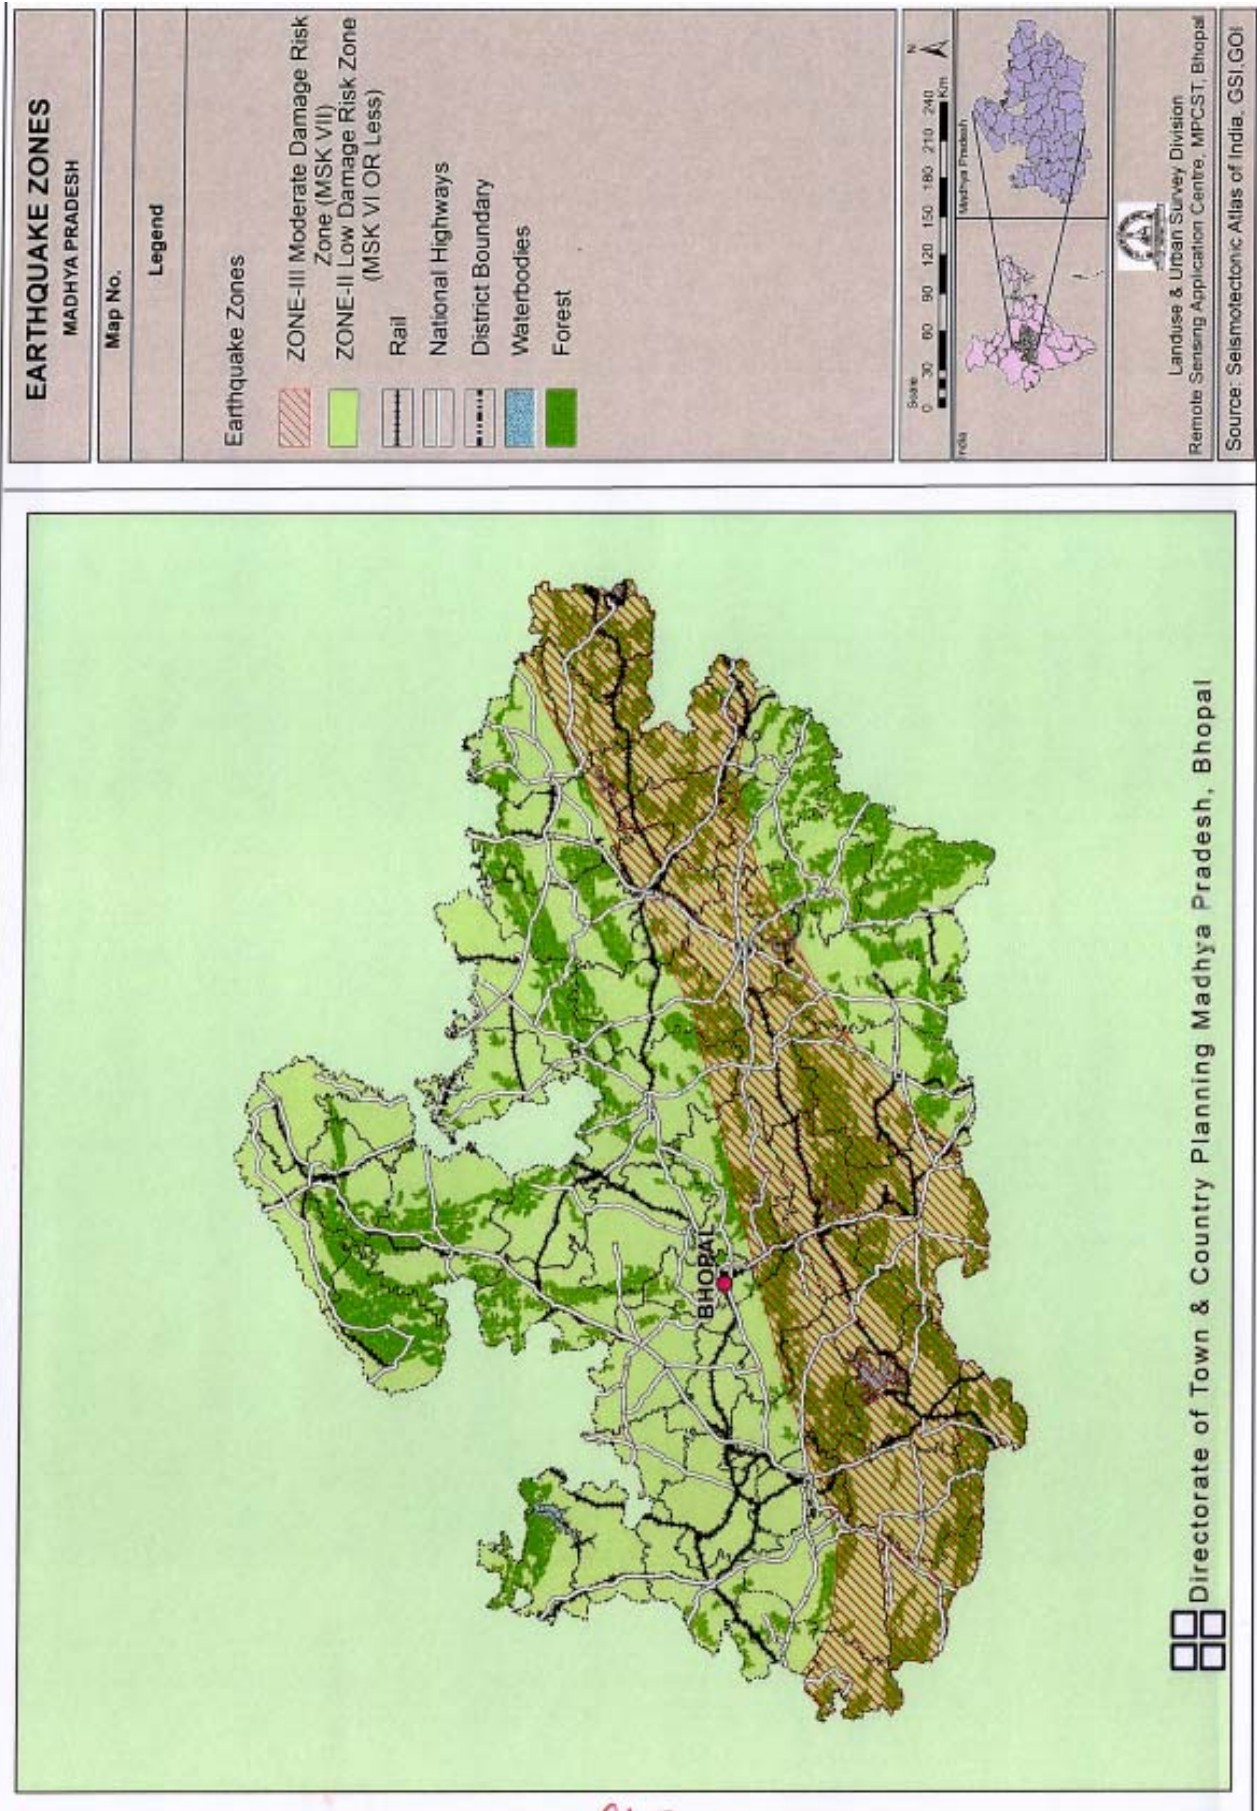 EARTHQUAKE ZONES
MADHYA PRADESH
Map No.
Legend
Earthquake Zones
ZONE-III Moderate Damage Risk
Zone (MSK VII)
ZONE-II Low Damage Risk Zone
(MSK VI OR Less)
Rail
National Highways
District Boundary
Waterbodies
Forest
N
Scale
0 30 60 90 120 150 180 210 240
Km
India
Madhya Pradesh
Landuse & Urban Survey Division
Remote Sensing Application Centre, MPCST, Bhopal
Source: Seismotectonic Atlas of India, GSI,GOI
BHOPAL
Directorate of Town & Country Planning Madhya Pradesh, Bhopal